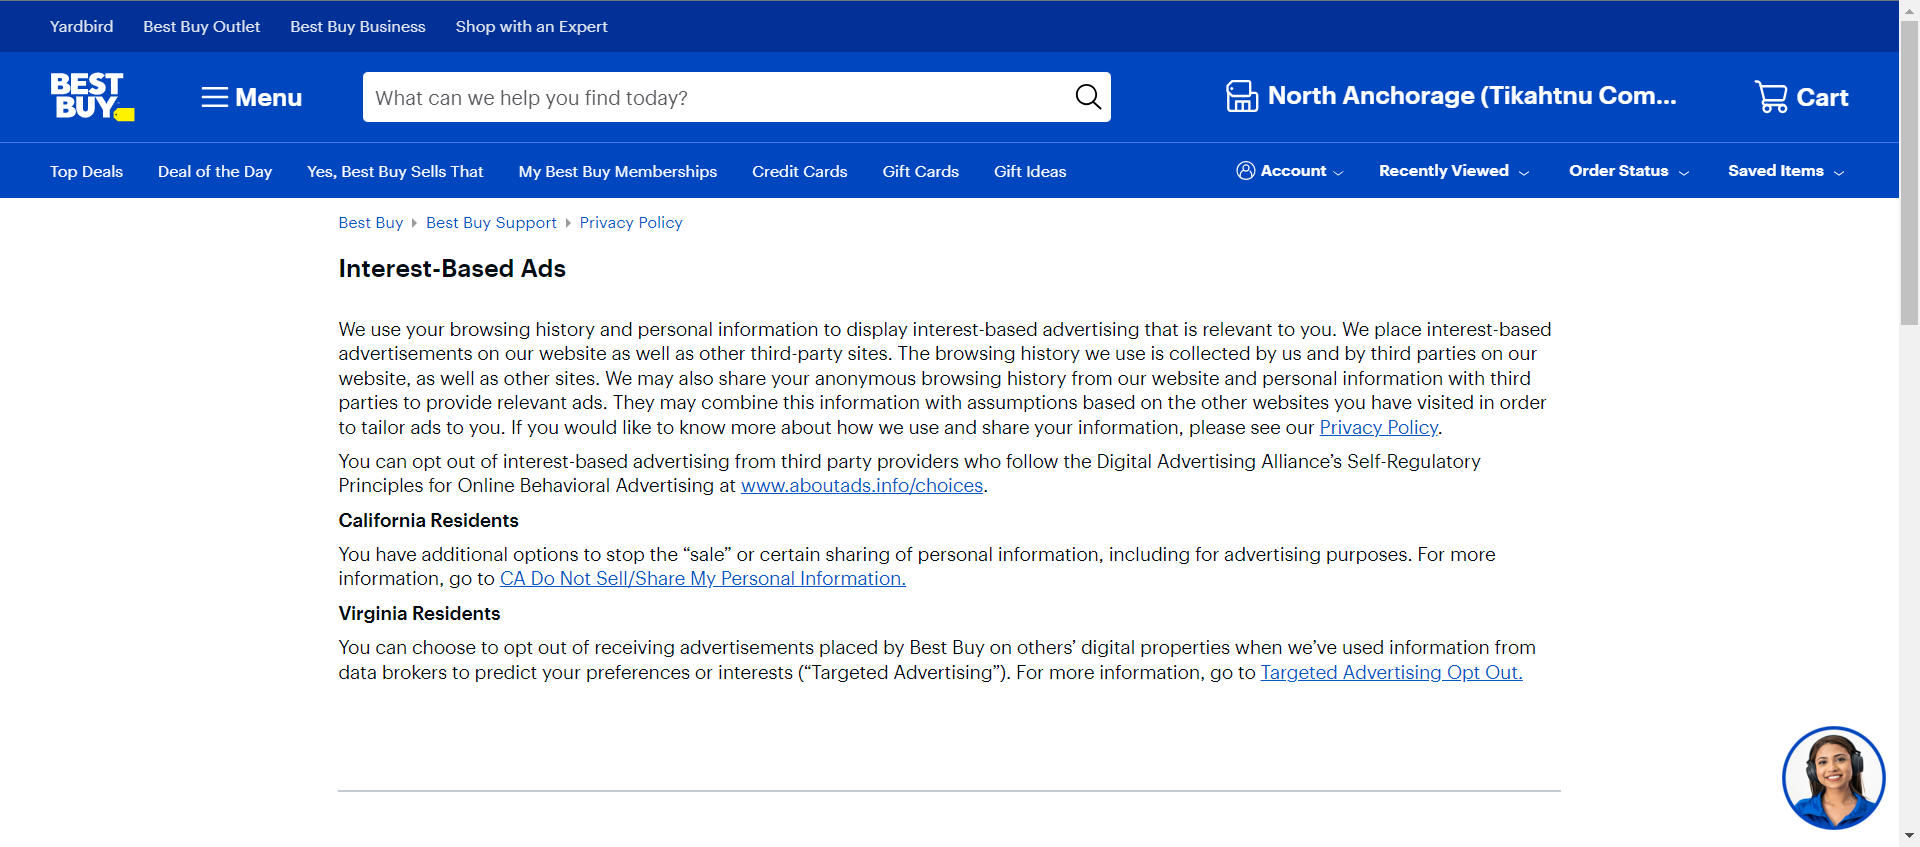 Yardbird Best Buy Outlet Best Buy Business Shop with an Expert
BEST
BUY
Menu
What can we help you find today?
North Anchorage (Tikahtnu Com...
Cart
Top Deals Deal of the Day Yes, Best Buy Sells That My Best Buy Memberships Credit Cards Gift Cards Gift Ideas Account Recently Viewed Order Status Saved Items
Best Buy Best Buy Support Privacy Policy
Interest-Based Ads
We use your browsing history and personal information to display interest-based advertising that is relevant to you. We place interest-based
advertisements on our website as well as other third-party sites. The browsing history we use is collected by us and by third parties on our
website, as well as other sites. We may also share your anonymous browsing history from our website and personal information with third
parties to provide relevant ads. They may combine this information with assumptions based on the other websites you have visited in order
to tailor ads to you. If you would like to know more about how we use and share your information, please see our Privacy Policy.
You can opt out of interest-based advertising from third party providers who follow the Digital Advertising Alliance’s Self-Regulatory
Principles for Online Behavioral Advertising at www.aboutads.info/choices.
California Residents
You have additional options to stop the “sale” or certain sharing of personal information, including for advertising purposes. For more
information, go to CA Do Not Sell/Share My Personal Information.
Virginia Residents
You can choose to opt out of receiving advertisements placed by Best Buy on others’ digital properties when we’ve used information from
data brokers to predict your preferences or interests (“Targeted Advertising”). For more information, go to Targeted Advertising Opt Out.